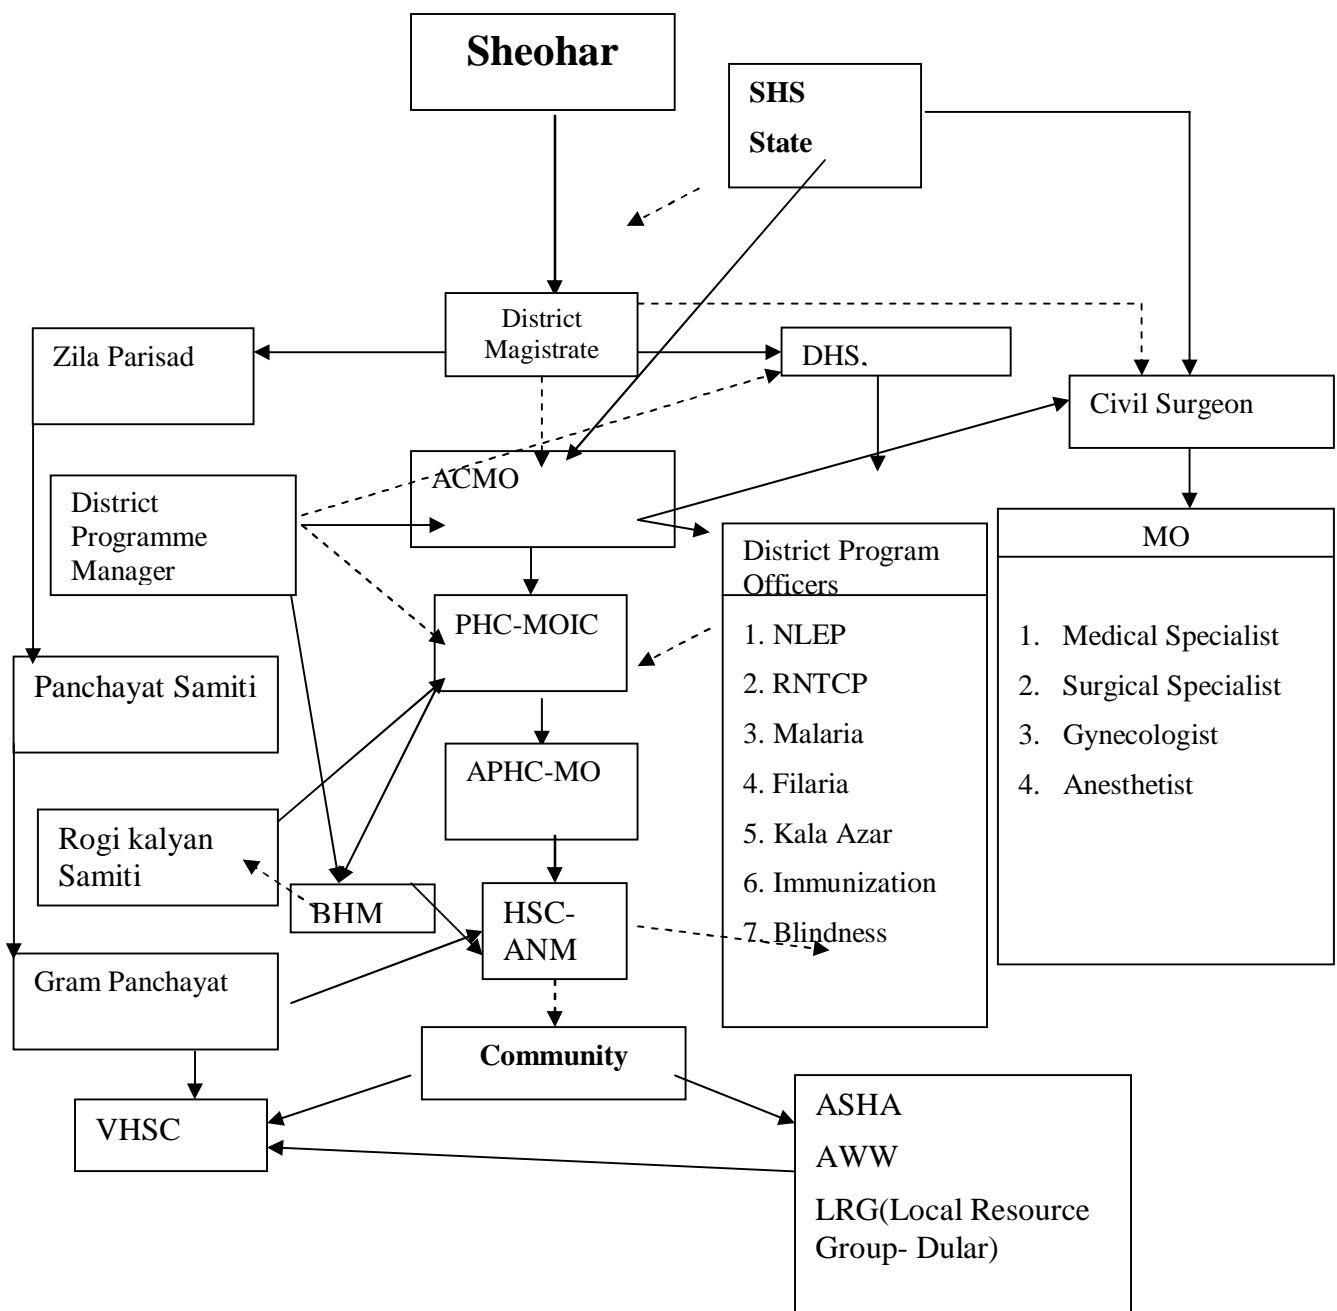 Sheohar
SHS
State
District
Magistrate
Zila Parisad
DHS.
Civil Surgeon
ACMO
District
Programme
Manager
District Program
Officers
1. NLEP
2. RNTCP
3. Malaria
4. Filaria
5. Kala Azar
6. Immunization
7. Blindness
MO
1. Medical Specialist
2. Surgical Specialist
3. Gynecologist
4. Anesthetist
PHC-MOIC
Panchayat Samiti
APHC-MO
Rogi kalyan
Samiti
BHM
HSC-
ANM
Gram Panchayat
Community
VHSC
ASHA
AWW
LRG(Local Resource
Group- Dular)